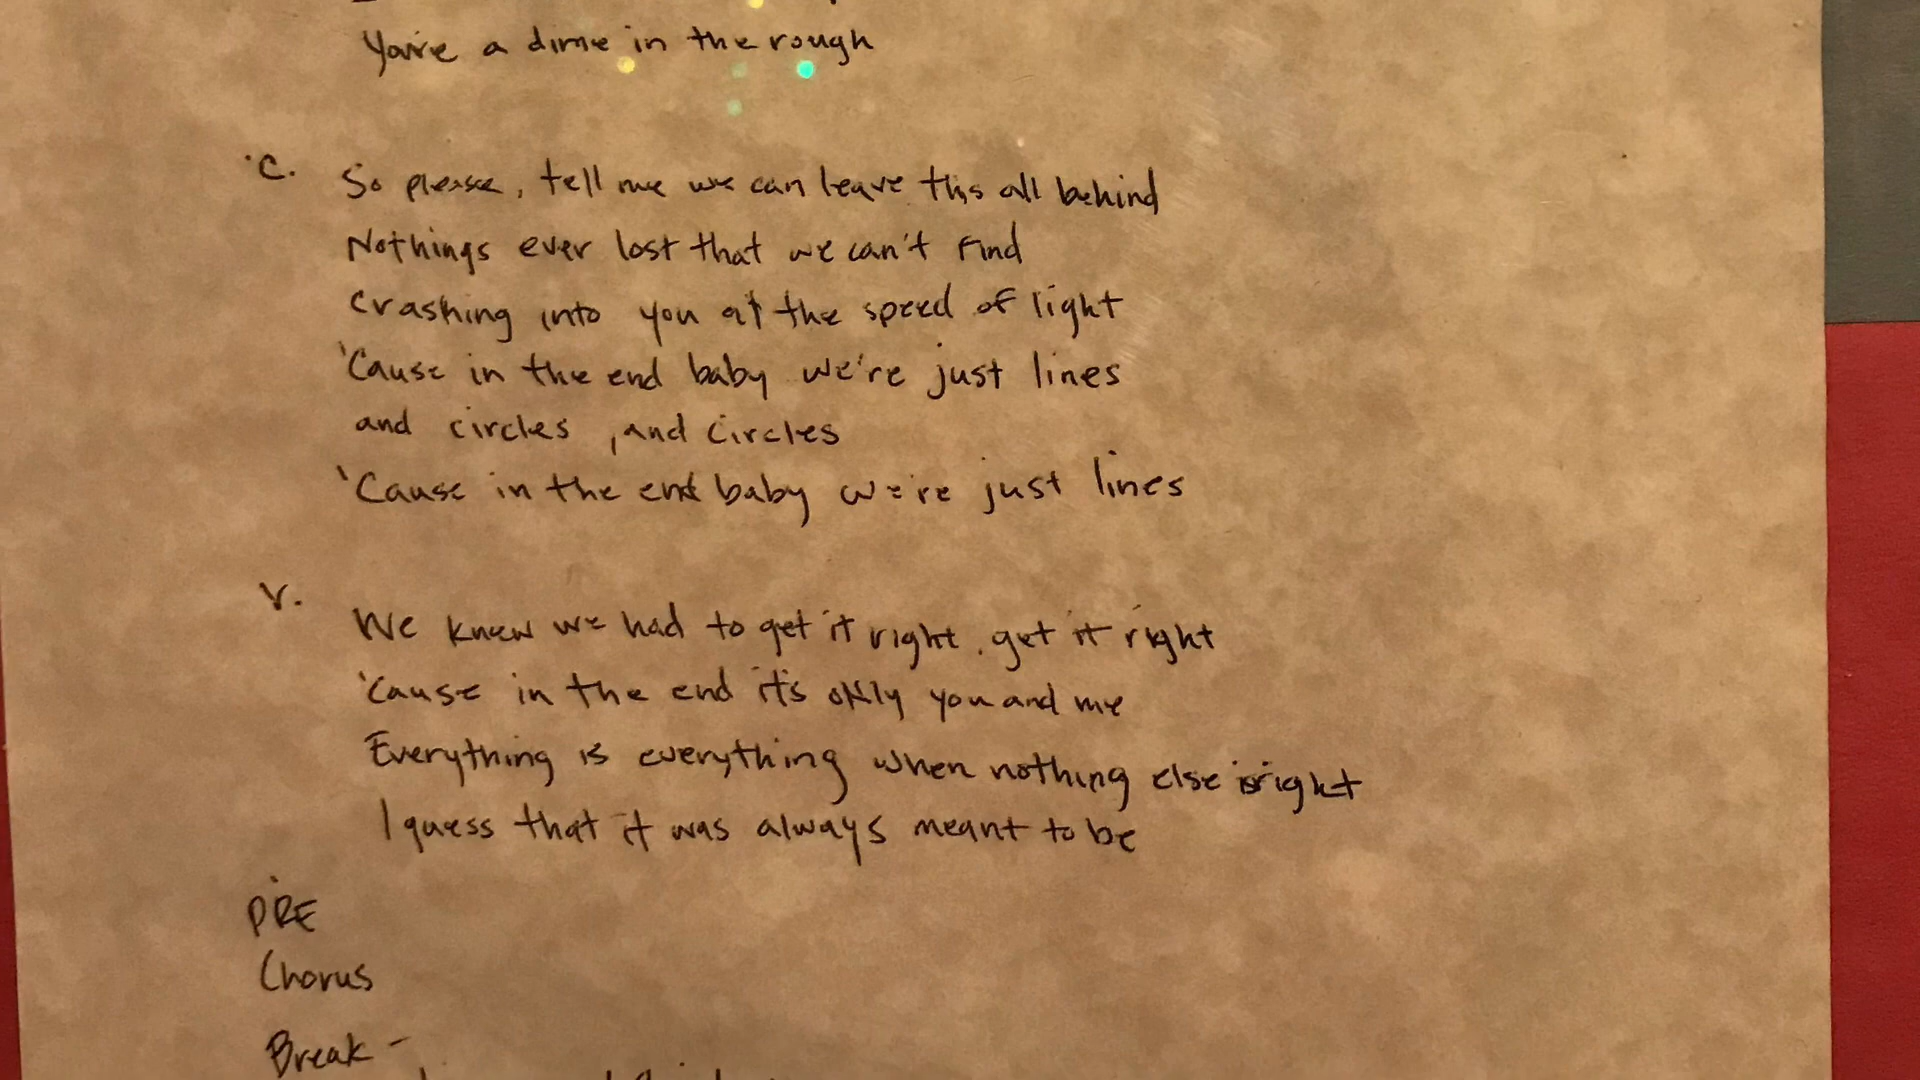 You're a dime in the rough
C. So please, tell me we can leave this all behind
Nothings ever lost that we can't find
Crashing into you at the speed of light
'Cause in the end baby we're just lines
and circles, and circles
'Cause in the end baby we're just lines
V. We knew we had to get it right, get it right
'Cause in the end it's only you and me
Everything is everything when nothing else is right
I guess that it was always meant to be
PRE
Chorus
Break -